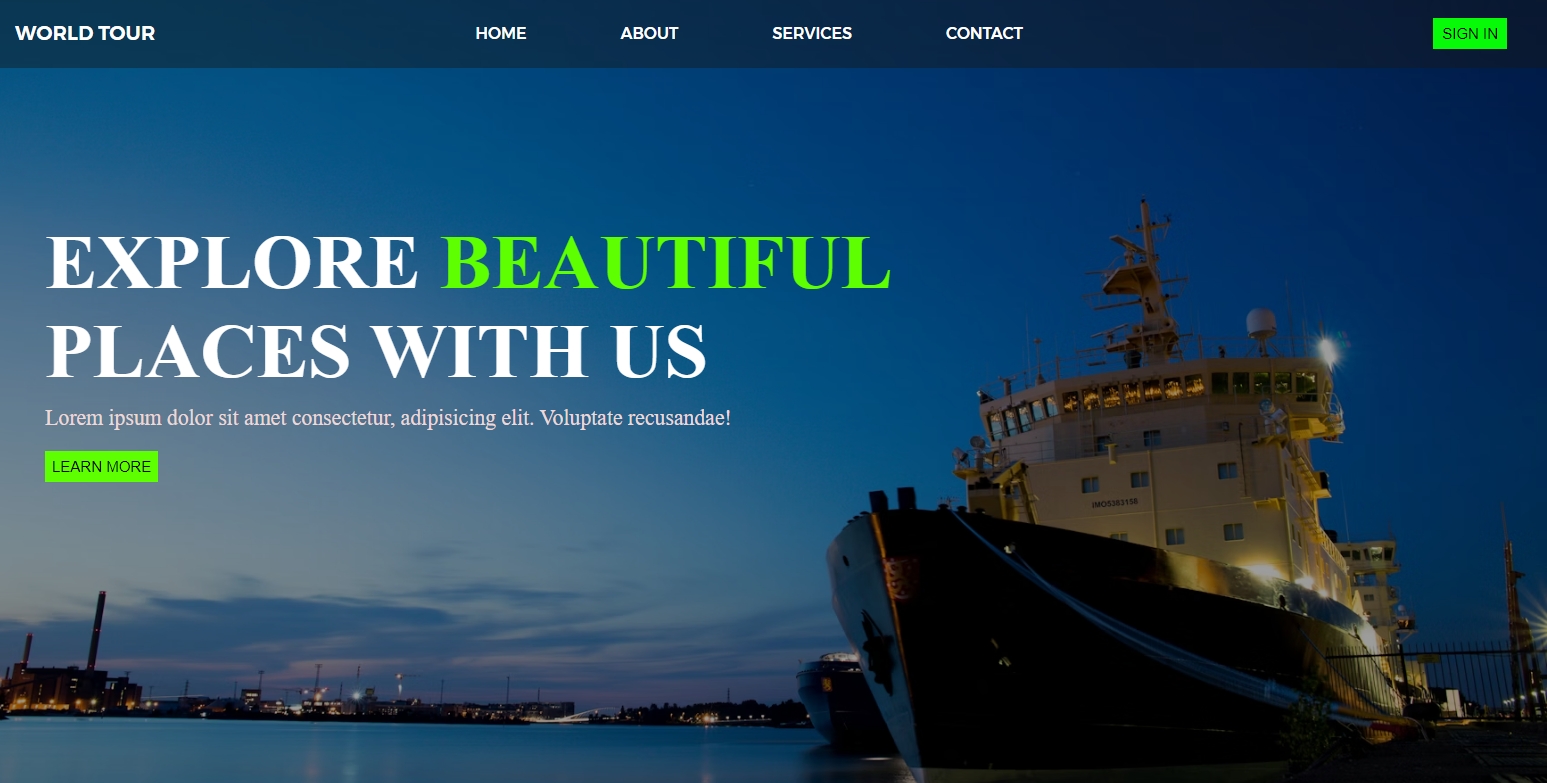 WORLD TOUR
HOME
ABOUT
SERVICES
CONTACT
SIGN IN
EXPLORE BEAUTIFUL
PLACES WITH US
Lorem ipsum dolor sit amet consectetur, adipisicing elit. Voluptate recusandae!
LEARN MORE
IMO5383158